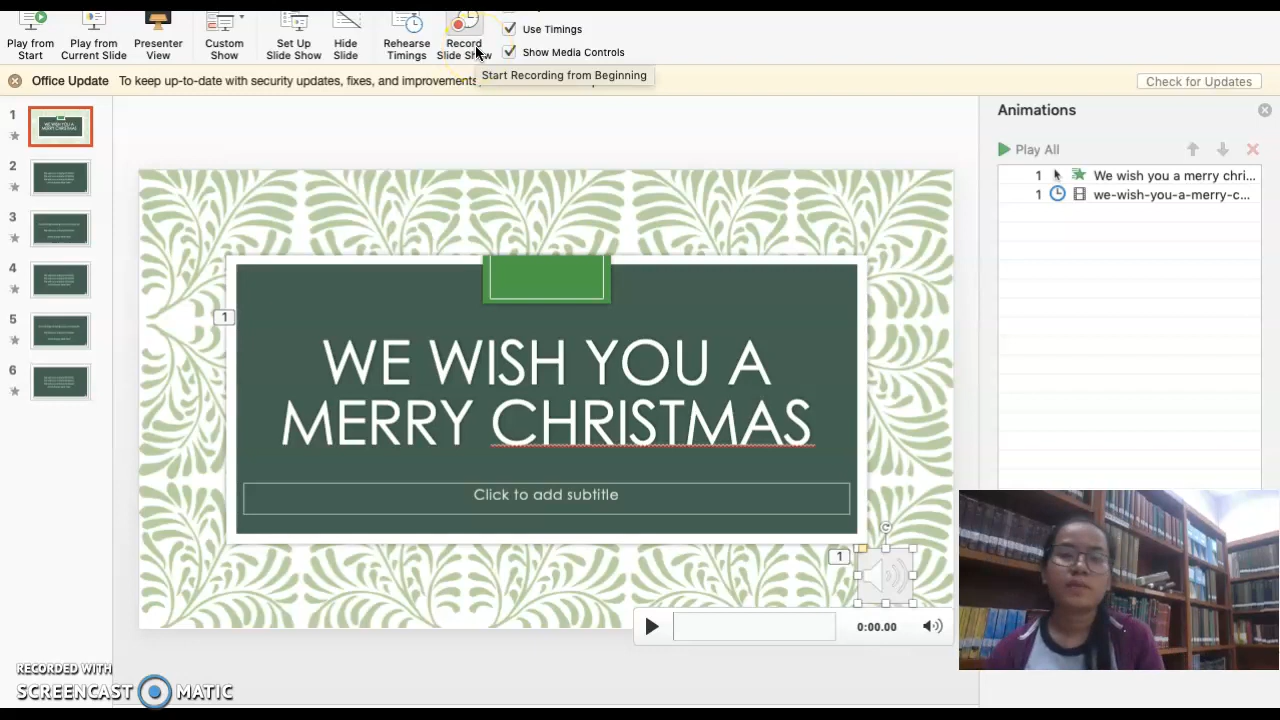 Play from
Start
Play from
Current Slide
Presenter
View
Custom
Show
Set Up
Slide Show
Hide
Slide
Rehearse
Timings
Record
Slide Show
Use Timings
Show Media Controls
Start Recording from Beginning
Office Update To keep up-to-date with security updates, fixes, and improvements,
Check for Updates
1
2
3
4
5
6
1
WE WISH YOU A
MERRY CHRISTMAS
Click to add subtitle
1
0:00.00
Animations
Play All
1 We wish you a merry chri...
1 we-wish-you-a-merry-c...
RECORDED WITH
SCREENCAST MATIC